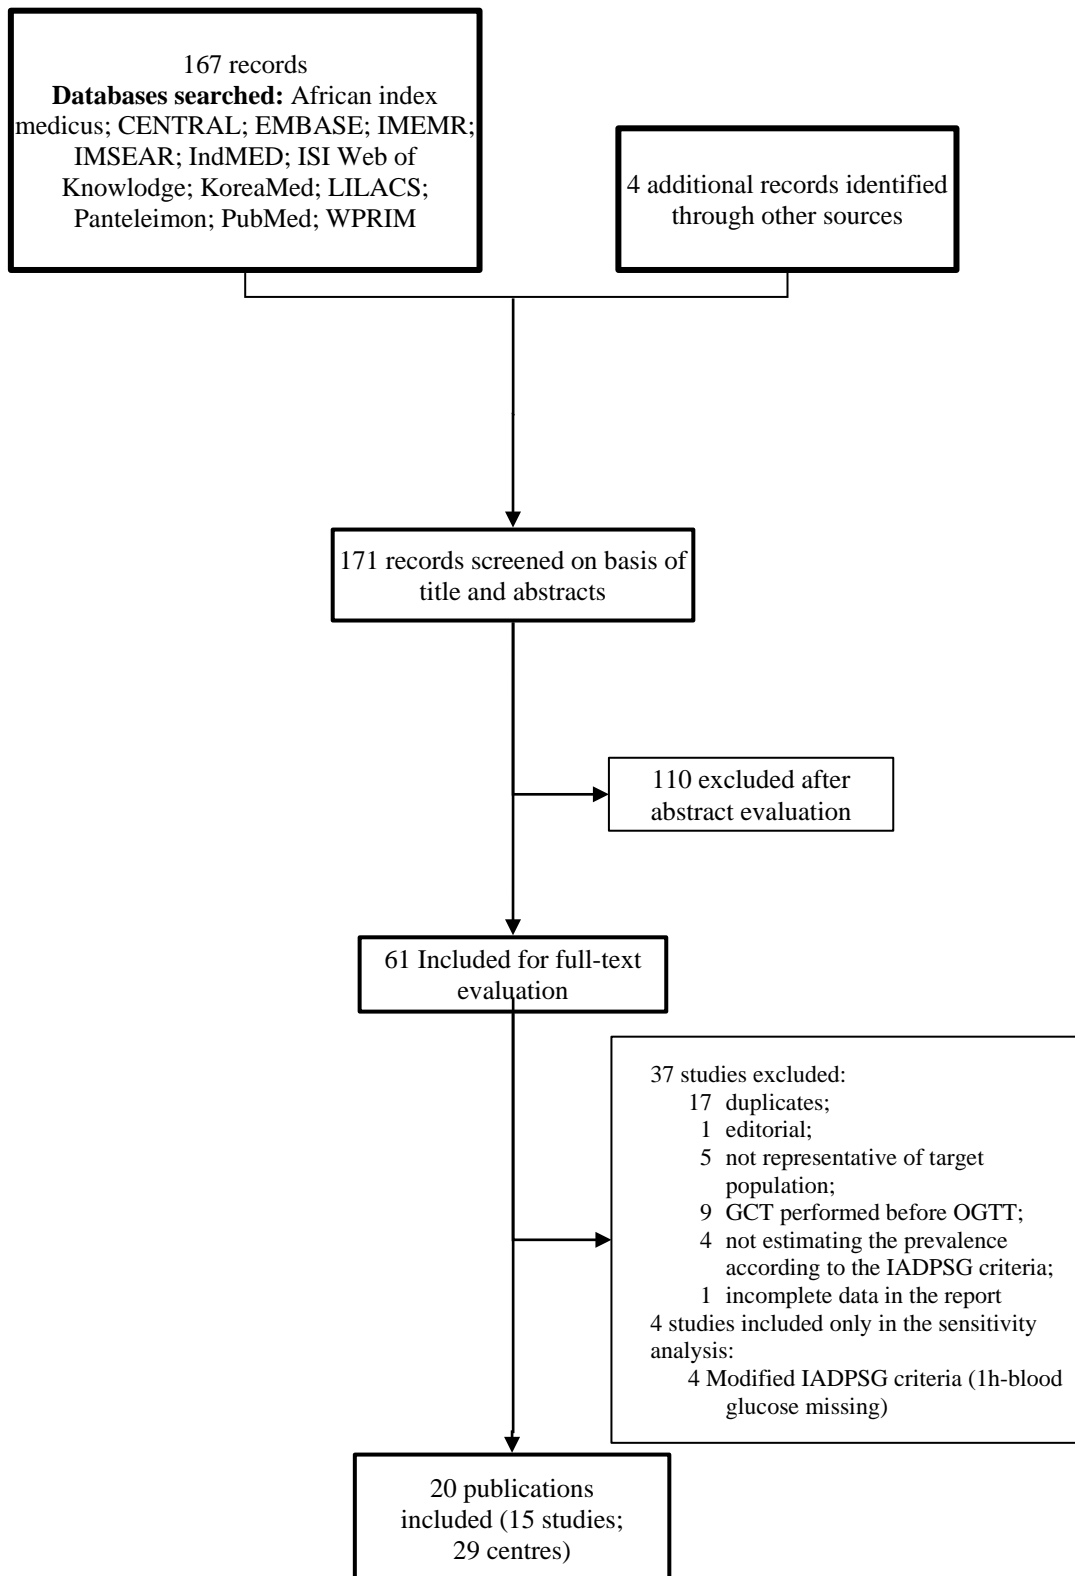 167 records
Databases searched: African index
medicus; CENTRAL; EMBASE; IMEMR;
IMSEAR; IndMED; ISI Web of
Knowlodge; KoreaMed; LILACS;
Panteleimon; PubMed; WPRIM
4 additional records identified
through other sources
171 records screened on basis of
title and abstracts
110 excluded after
abstract evaluation
61 Included for full-text
evaluation
37 studies excluded:
17 duplicates;
1 editorial;
5 not representative of target
population;
9 GCT performed before OGTT;
4 not estimating the prevalence
according to the IADPSG criteria;
1 incomplete data in the report
4 studies included only in the sensitivity
analysis:
4 Modified IADPSG criteria (1h-blood
glucose missing)
20 publications
included (15 studies;
29 centres)